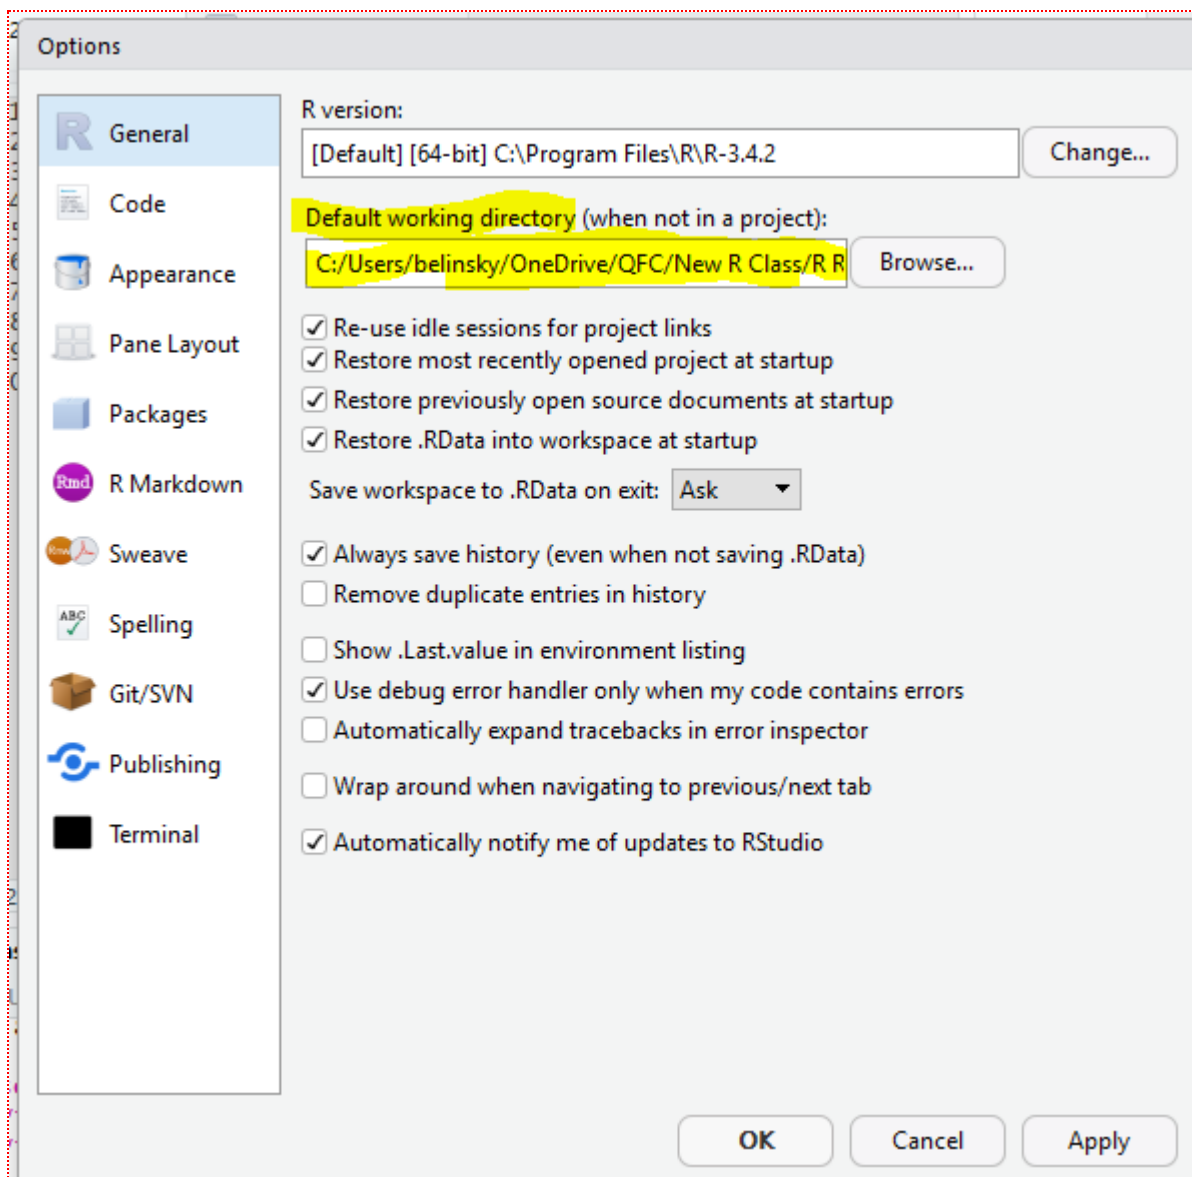 Options
General
Code
Appearance
Pane Layout
Packages
Rmd R Markdown
Rnw Sweave
ABC Spelling
Git/SVN
Publishing
Terminal
R version:
[Default] [64-bit] C:\Program Files\R\R-3.4.2
Change...
Default working directory (when not in a project):
C:/Users/belinsky/OneDrive/QFC/New R Class/R R
Browse...
Re-use idle sessions for project links
Restore most recently opened project at startup
Restore previously open source documents at startup
Restore .RData into workspace at startup
Save workspace to .RData on exit: Ask
Always save history (even when not saving .RData)
Remove duplicate entries in history
Show .Last.value in environment listing
Use debug error handler only when my code contains errors
Automatically expand tracebacks in error inspector
Wrap around when navigating to previous/next tab
Automatically notify me of updates to RStudio
OK
Cancel
Apply